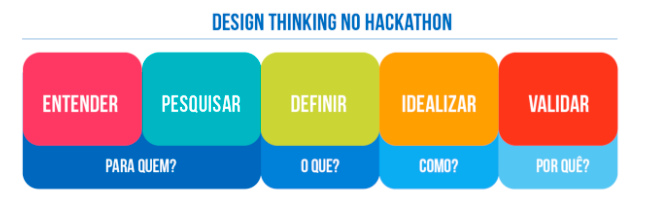 DESIGN THINKING NO HACKATHON
ENTENDER PESQUISAR DEFINIR IDEALIZAR VALIDAR
PARA QUEM? O QUE? COMO? POR QUÊ?